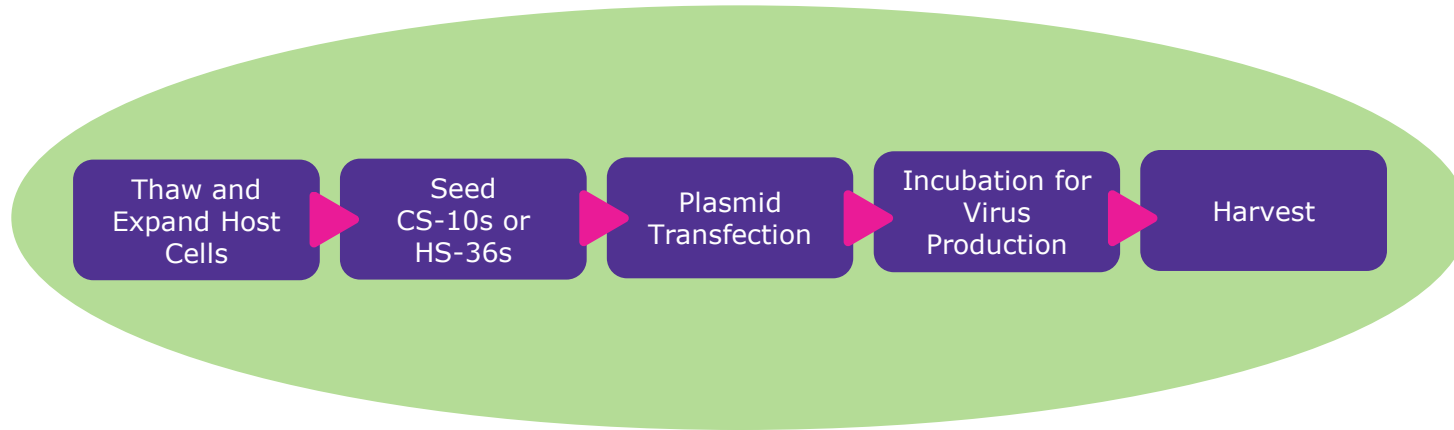 Thaw and
Expand Host
Cells
Seed
CS-10s or
HS-36s
Plasmid
Transfection
Incubation for
Virus
Production
Harvest